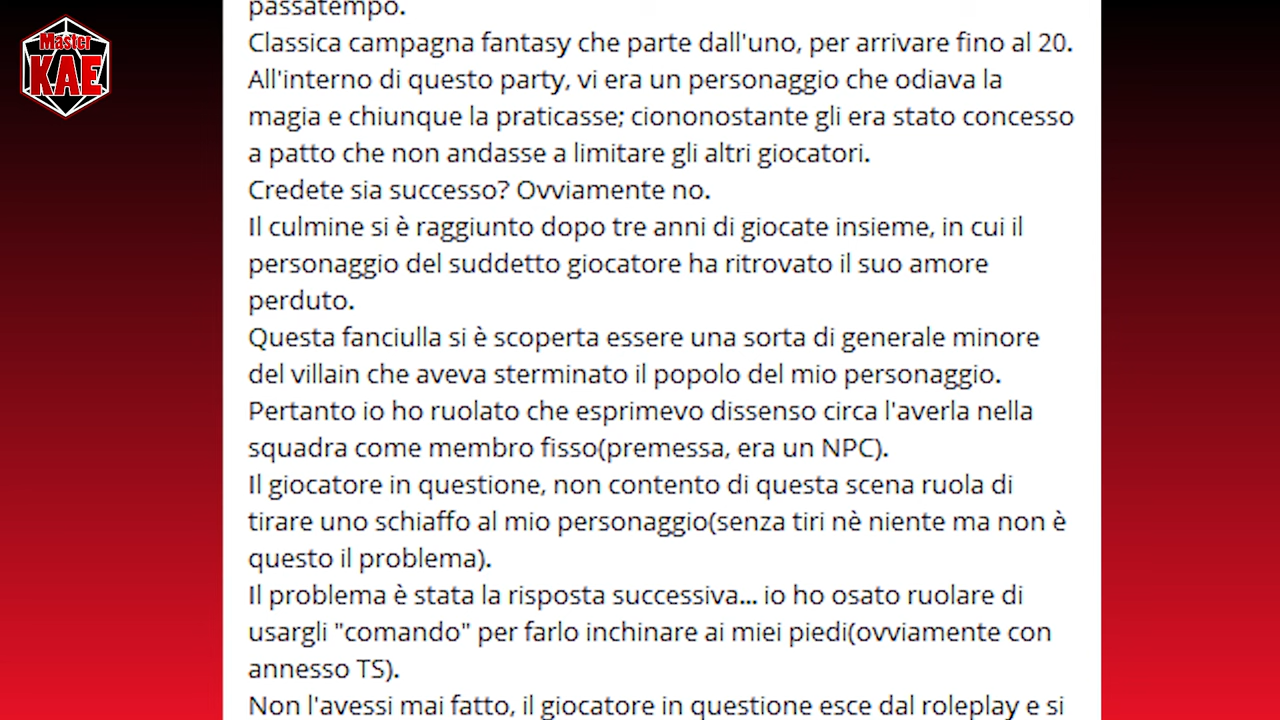 Master
KAE
passatempo.
Classica campagna fantasy che parte dall'uno, per arrivare fino al 20.
All'interno di questo party, vi era un personaggio che odiava la
magia e chiunque la praticasse; ciononostante gli era stato concesso
a patto che non andasse a limitare gli altri giocatori.
Credete sia successo? Ovviamente no.
Il culmine si è raggiunto dopo tre anni di giocate insieme, in cui il
personaggio del suddetto giocatore ha ritrovato il suo amore
perduto.
Questa fanciulla si è scoperta essere una sorta di generale minore
del villain che aveva sterminato il popolo del mio personaggio.
Pertanto io ho ruolato che esprimevo dissenso circa l'averla nella
squadra come membro fisso(premessa, era un NPC).
Il giocatore in questione, non contento di questa scena ruola di
tirare uno schiaffo al mio personaggio(senza tiri nè niente ma non è
questo il problema).
Il problema è stata la risposta successiva... io ho osato ruolare di
usargli "comando" per farlo inchinare ai miei piedi(ovviamente con
annesso TS).
Non l'avessi mai fatto, il giocatore in questione esce dal roleplay e si